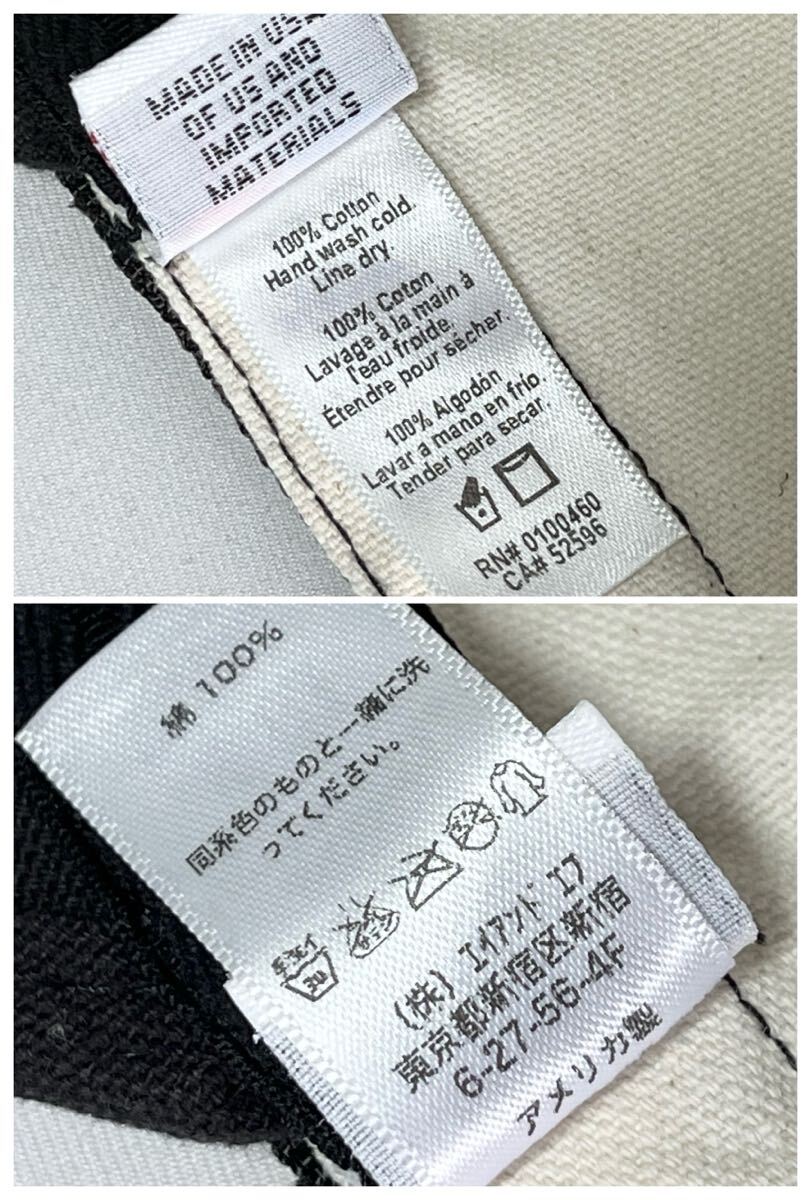 MADE IN USA
OF US AND
IMPORTED
MATERIALS
100% Cotton
Hand wash cold.
Line dry.
100% Coton
Lavage à la main à
l'eau froide,
Étendre pour sécher.
100% Algodón
Lavar a mano en frío.
Tender para secar.
RN# 0100460
CA# 52596
綿 100%
同系色のものと一緒に洗
ってください。
(株) エイアンド エフ
東京都新宿区新宿
6-27-56-4F
アメリカ製